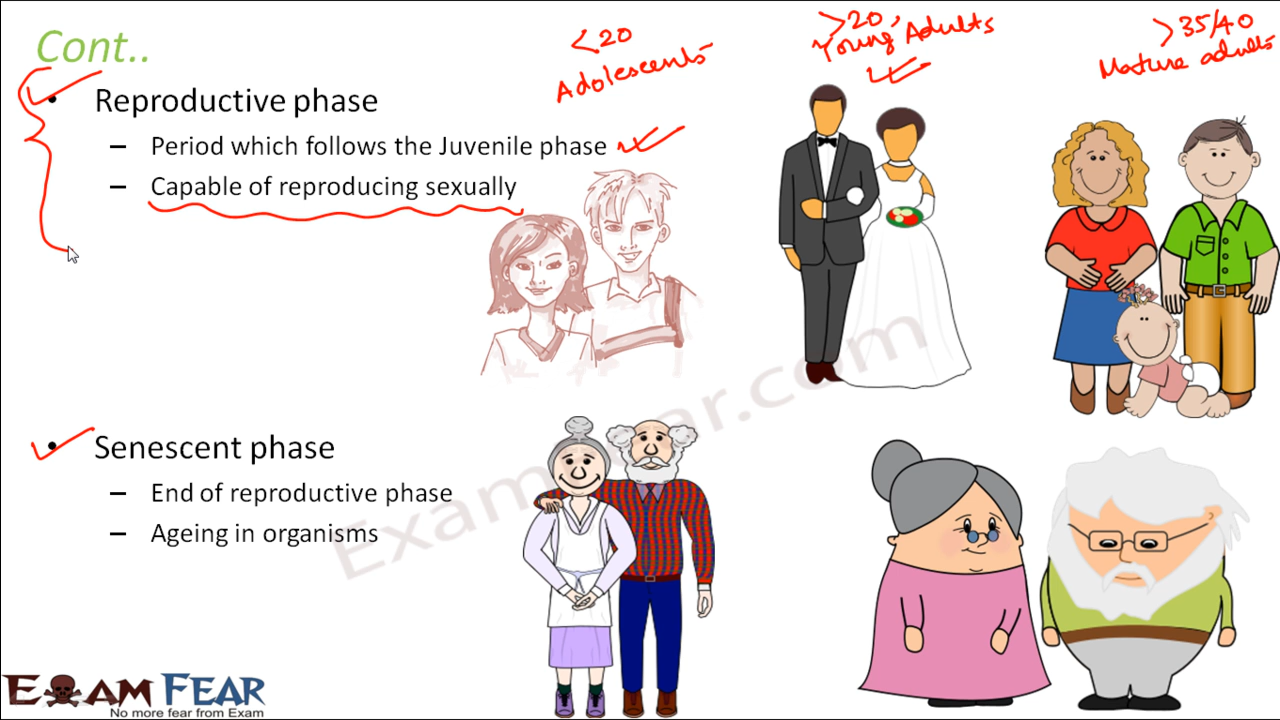 Cont..
<20
Adolescents
>20,
Young Adults
>35/40
Mature adults
• Reproductive phase
– Period which follows the Juvenile phase
– Capable of reproducing sexually
• Senescent phase
– End of reproductive phase
– Ageing in organisms
Examfear.com
EXAM FEAR
No more fear from Exam